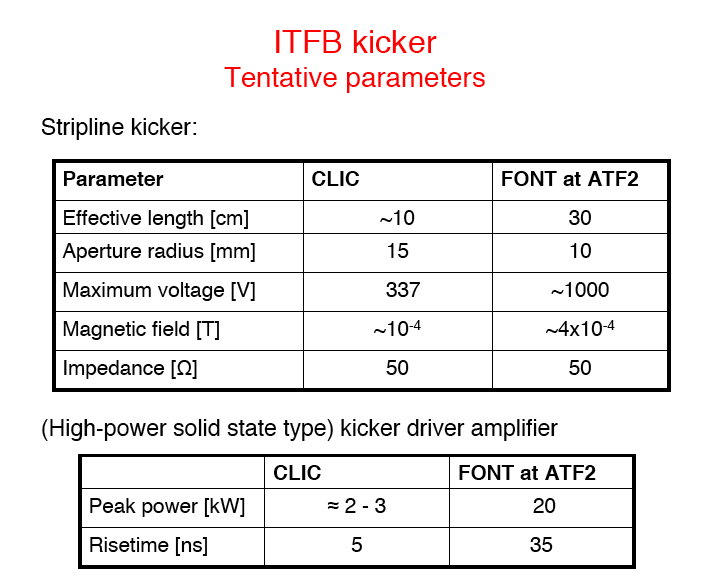 ITFB kicker
Tentative parameters
Stripline kicker:
Parameter CLIC FONT at ATF2
Effective length [cm] ~10 30
Aperture radius [mm] 15 10
Maximum voltage [V] 337 ~1000
Magnetic field [T] ~10⁻⁴ ~4x10⁻⁴
Impedance [Ω] 50 50
(High-power solid state type) kicker driver amplifier
CLIC FONT at ATF2
Peak power [kW] ≈ 2 - 3 20
Risetime [ns] 5 35